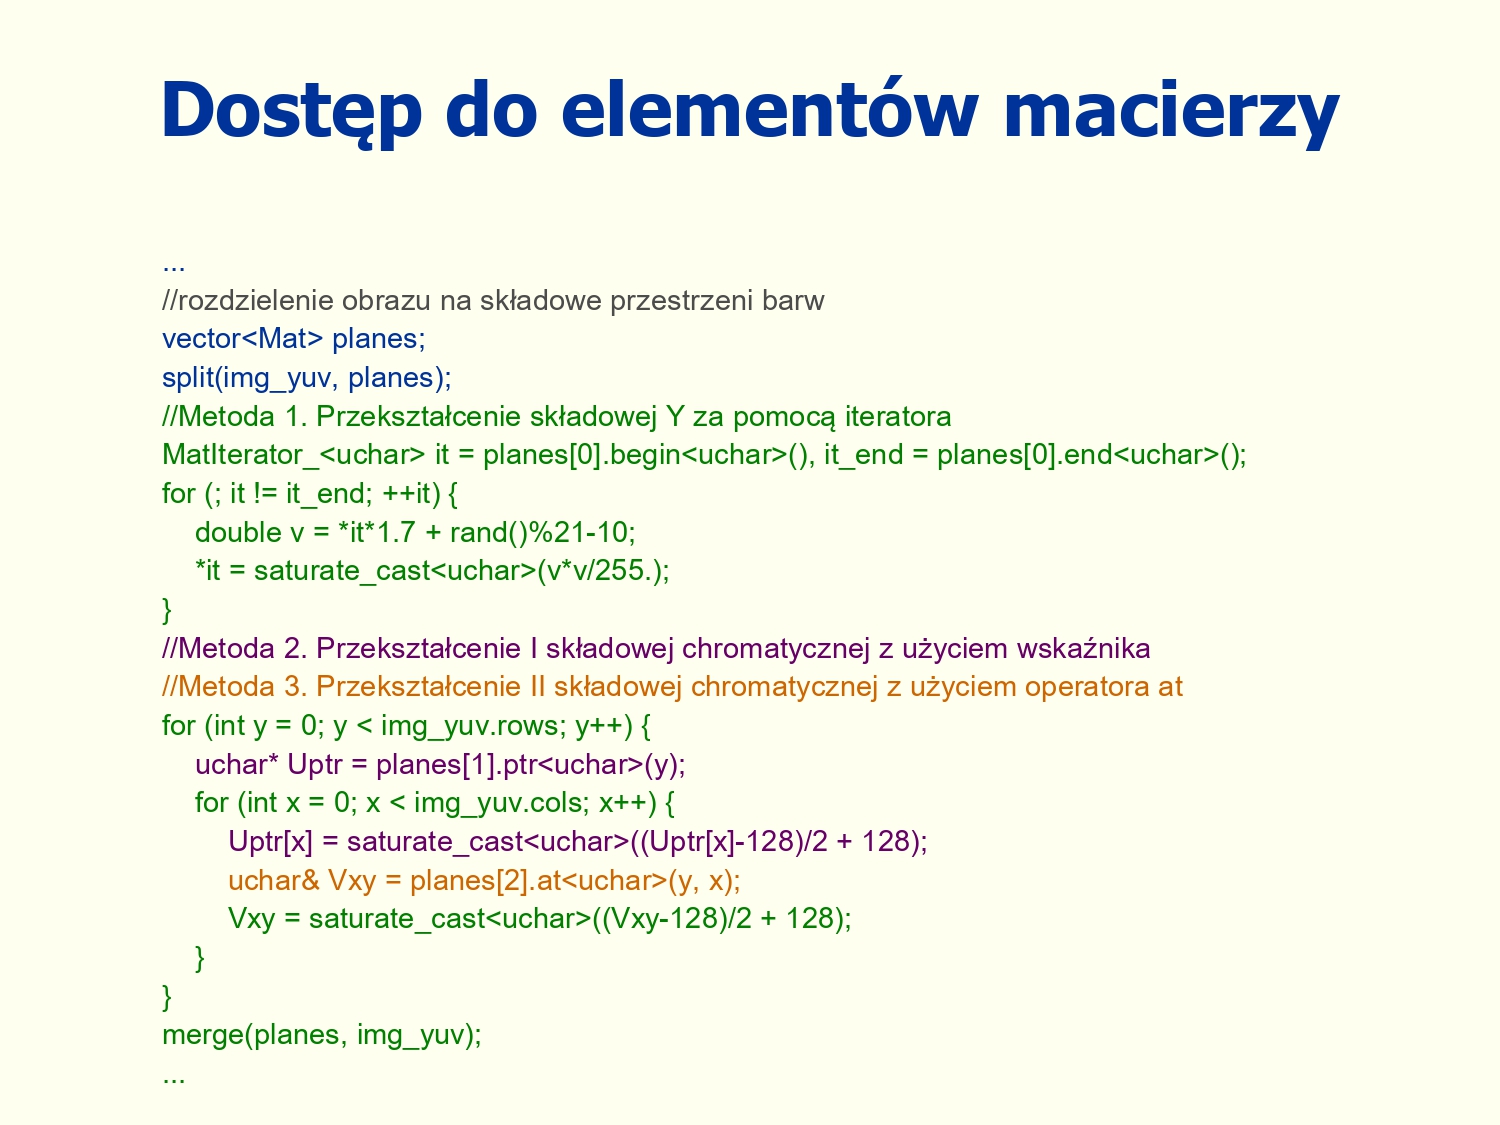 Dostęp do elementów macierzy
...
//rozdzielenie obrazu na składowe przestrzeni barw
vector<Mat> planes;
split(img_yuv, planes);
//Metoda 1. Przekształcenie składowej Y za pomocą iteratora
MatIterator_<uchar> it = planes[0].begin<uchar>(), it_end = planes[0].end<uchar>();
for (; it != it_end; ++it) {
double v = *it*1.7 + rand()%21-10;
*it = saturate_cast<uchar>(v*v/255.);
}
//Metoda 2. Przekształcenie I składowej chromatycznej z użyciem wskaźnika
//Metoda 3. Przekształcenie II składowej chromatycznej z użyciem operatora at
for (int y = 0; y < img_yuv.rows; y++) {
uchar* Uptr = planes[1].ptr<uchar>(y);
for (int x = 0; x < img_yuv.cols; x++) {
Uptr[x] = saturate_cast<uchar>((Uptr[x]-128)/2 + 128);
uchar& Vxy = planes[2].at<uchar>(y, x);
Vxy = saturate_cast<uchar>((Vxy-128)/2 + 128);
}
}
merge(planes, img_yuv);
...